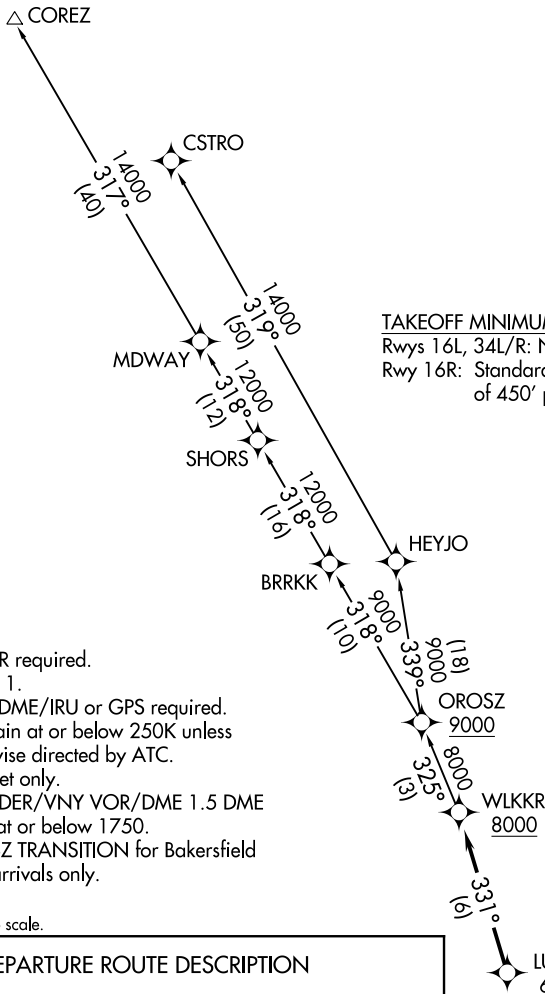 COREZ
CSTRO
14000
317°
(40)
14000
319°
(50)
TAKEOFF MINIMUM
Rwys 16L, 34L/R: N
Rwy 16R: Standard
of 450' p
MDWAY
12000
318°
(12)
SHORS
12000
318°
(16)
HEYJO
BRRKK
9000
318°
(10)
(18)
9000
339°
R required.
1.
DME/IRU or GPS required.
ain at or below 250K unless
wise directed by ATC.
et only.
DER/VNY VOR/DME 1.5 DME
at or below 1750.
Z TRANSITION for Bakersfield
arrivals only.
OROSZ
9000
8000
325°
(3)
WLKKR
8000
331°
(6)
scale.
EPARTURE ROUTE DESCRIPTION
LU
6